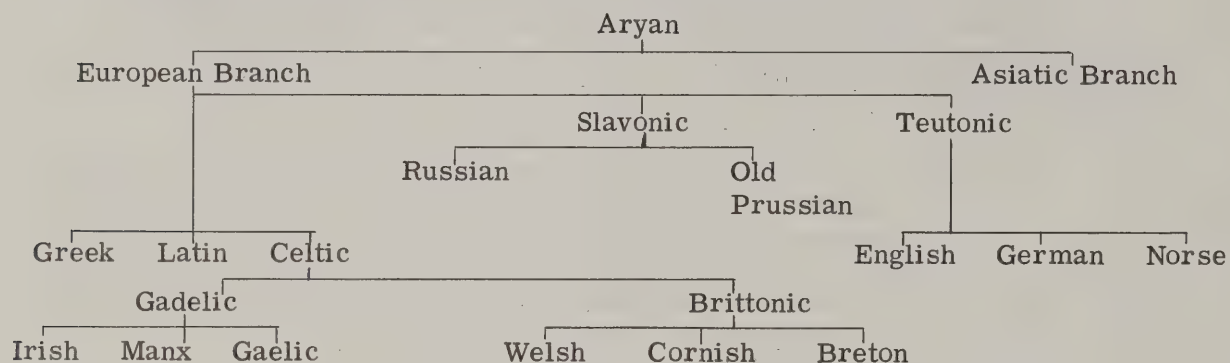 Aryan
European Branch Asiatic Branch
Slavonic Teutonic
Russian Old
Prussian
Greek Latin Celtic English German Norse
Gadelic Brittonic
Irish Manx Gaelic Welsh Cornish Breton